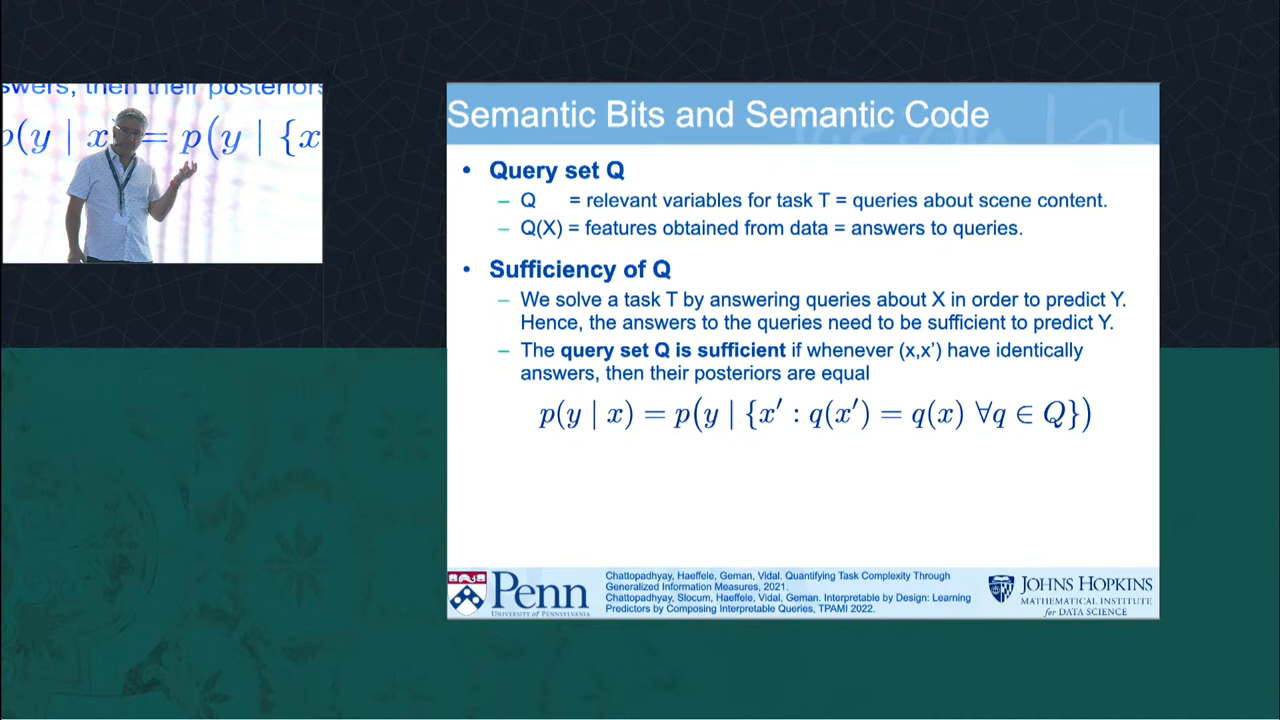 swers, then their posteriors
p(y | x) = p(y | {x
Semantic Bits and Semantic Code
• Query set Q
– Q = relevant variables for task T = queries about scene content.
– Q(X) = features obtained from data = answers to queries.
• Sufficiency of Q
– We solve a task T by answering queries about X in order to predict Y.
Hence, the answers to the queries need to be sufficient to predict Y.
– The query set Q is sufficient if whenever (x,x’) have identically
answers, then their posteriors are equal
p(y | x) = p(y | {x′ : q(x′) = q(x) ∀q ∈ Q})
Penn
UNIVERSITY OF PENNSYLVANIA
Chattopadhyay, Haeffele, Geman, Vidal. Quantifying Task Complexity Through
Generalized Information Measures, 2021.
Chattopadhyay, Slocum, Haeffele, Vidal, Geman. Interpretable by Design: Learning
Predictors by Composing Interpretable Queries, TPAMI 2022.
JOHNS HOPKINS
MATHEMATICAL INSTITUTE
for DATA SCIENCE